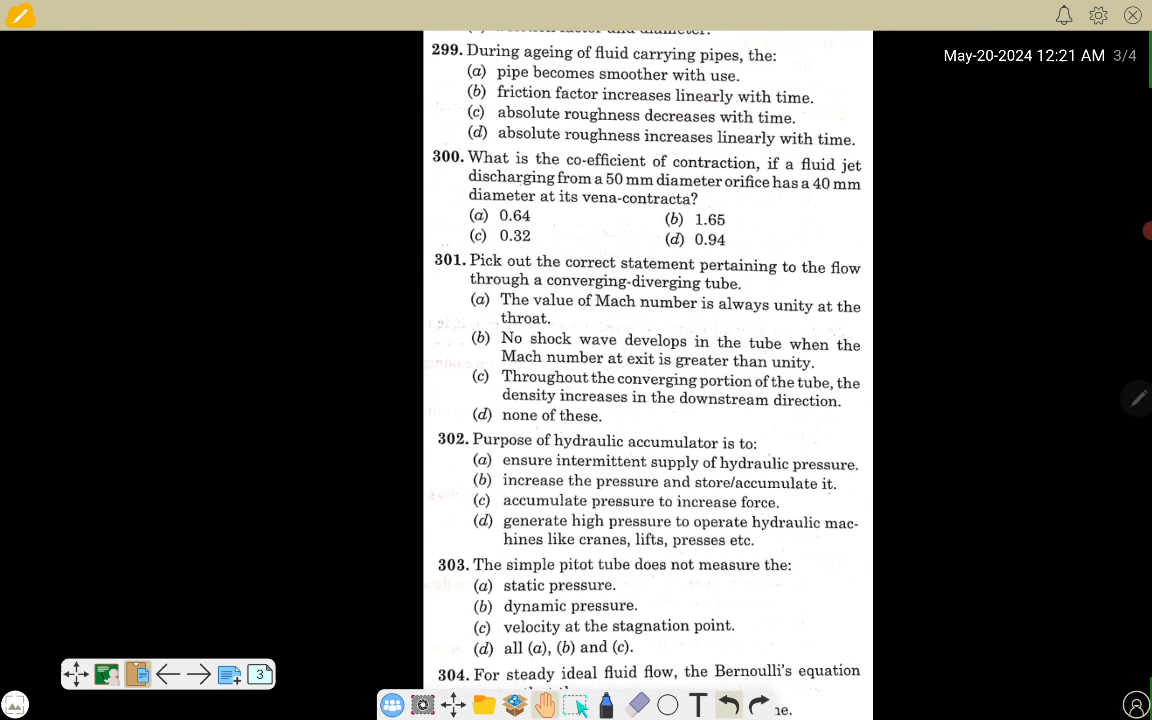 May-20-2024 12:21 AM 3/4
299. During ageing of fluid carrying pipes, the:
(a) pipe becomes smoother with use.
(b) friction factor increases linearly with time.
(c) absolute roughness decreases with time.
(d) absolute roughness increases linearly with time.
300. What is the co-efficient of contraction, if a fluid jet
discharging from a 50 mm diameter orifice has a 40 mm
diameter at its vena-contracta?
(a) 0.64 (b) 1.65
(c) 0.32 (d) 0.94
301. Pick out the correct statement pertaining to the flow
through a converging-diverging tube.
(a) The value of Mach number is always unity at the
throat.
(b) No shock wave develops in the tube when the
Mach number at exit is greater than unity.
(c) Throughout the converging portion of the tube, the
density increases in the downstream direction.
(d) none of these.
302. Purpose of hydraulic accumulator is to:
(a) ensure intermittent supply of hydraulic pressure.
(b) increase the pressure and store/accumulate it.
(c) accumulate pressure to increase force.
(d) generate high pressure to operate hydraulic mac-
hines like cranes, lifts, presses etc.
303. The simple pitot tube does not measure the:
(a) static pressure.
(b) dynamic pressure.
(c) velocity at the stagnation point.
(d) all (a), (b) and (c).
304. For steady ideal fluid flow, the Bernoulli's equation
3
T